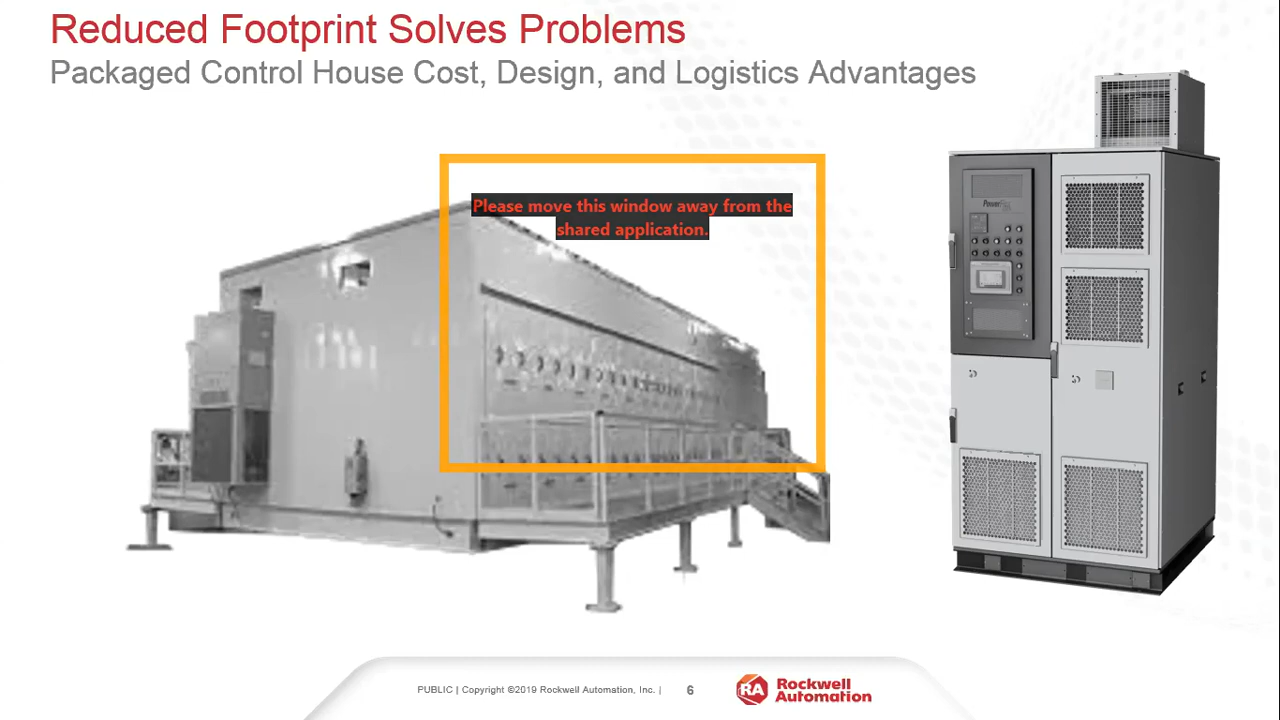 Reduced Footprint Solves Problems
Packaged Control House Cost, Design, and Logistics Advantages
Please move this window away from the
shared application.
PUBLIC | Copyright ©2019 Rockwell Automation, Inc. |
6
RA
Rockwell
Automation